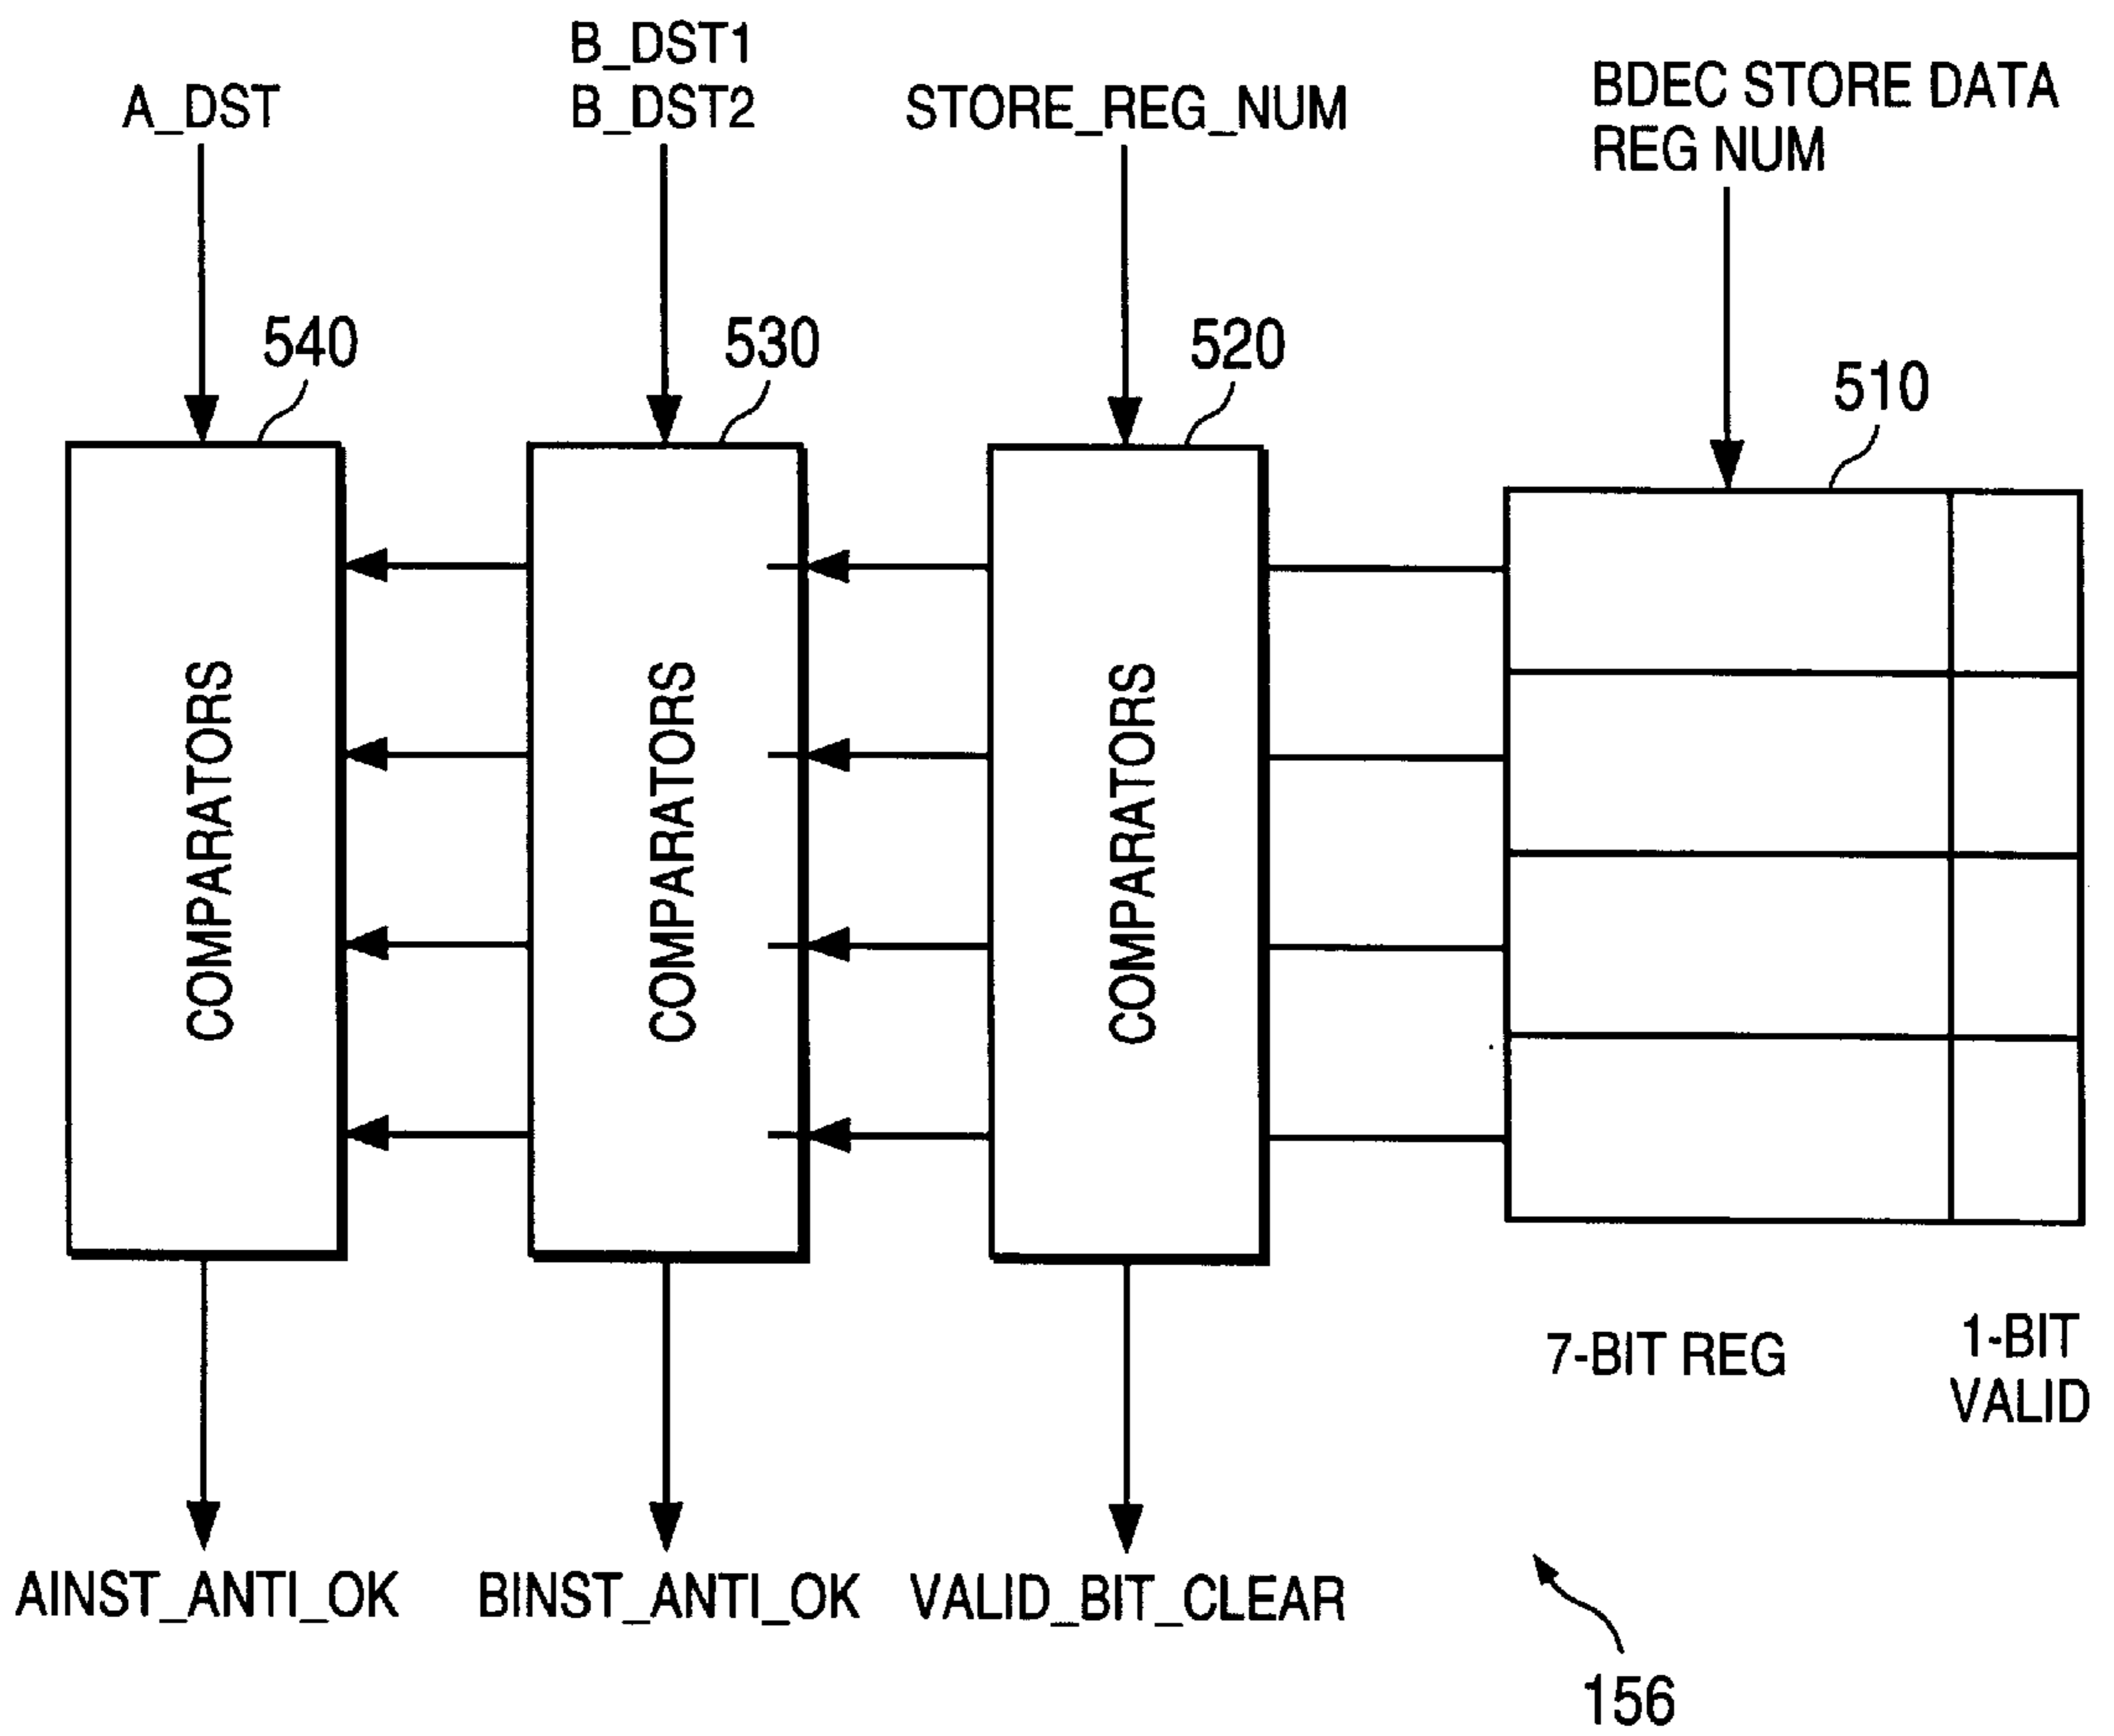 A_DST
B_DST1
B_DST2
STORE_REG_NUM
BDEC STORE DATA
REG NUM
540
530
520
510
COMPARATORS
COMPARATORS
COMPARATORS
7-BIT REG
1-BIT
VALID
AINST_ANTI_OK
BINST_ANTI_OK
VALID_BIT_CLEAR
156